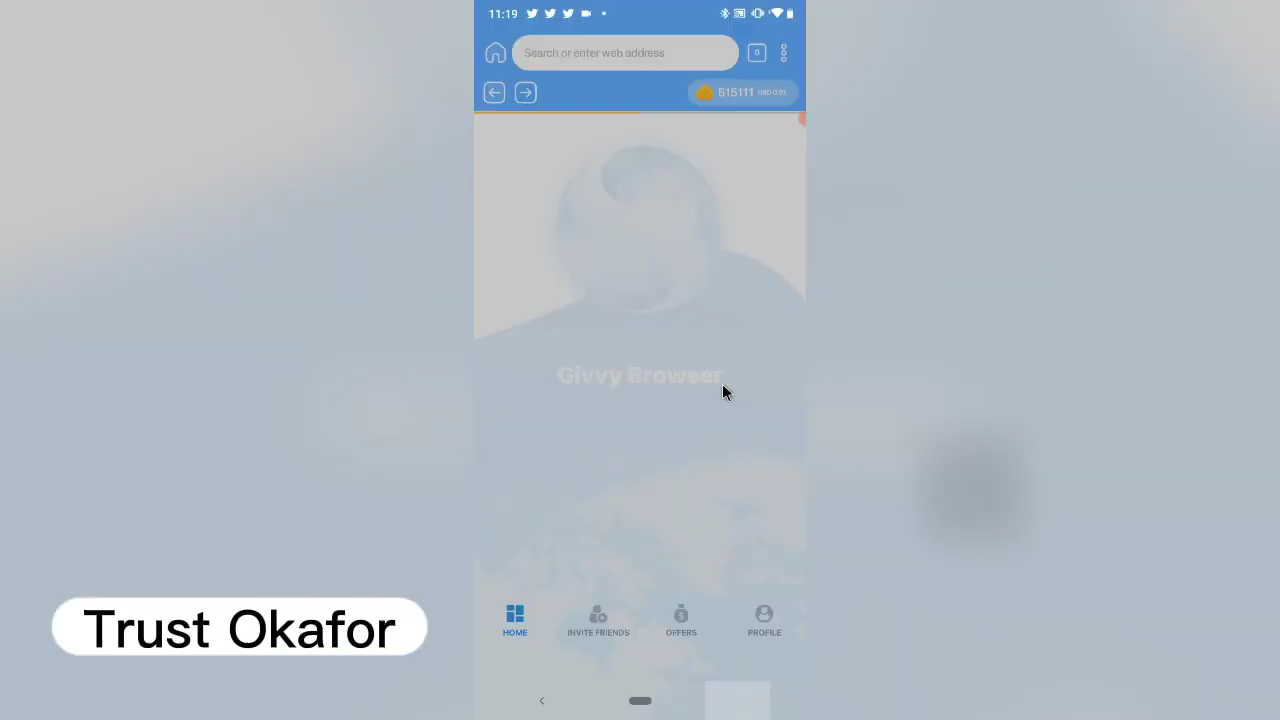 11:19
Search or enter web address
0
515111 USD 0.01
Givvy Browser
Trust Okafor
HOME
INVITE FRIENDS
OFFERS
PROFILE